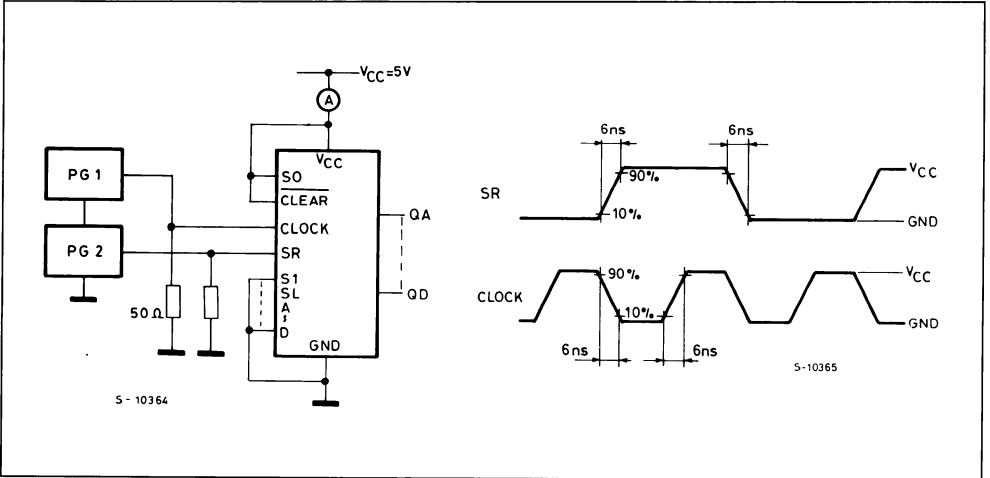 VCC=5V
A
VCC
PG 1
SO
CLEAR
QA
CLOCK
PG 2
SR
S1
SL
QD
A
D
50Ω
GND
S - 10364
6ns
6ns
VCC
90%
SR
10%
GND
90%
VCC
CLOCK
10%
GND
6ns
6ns
S-10365